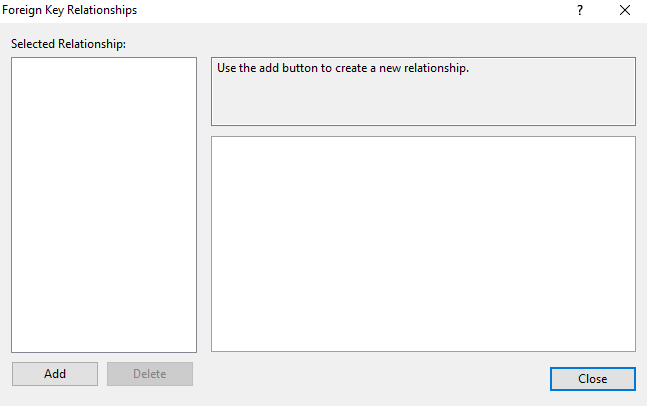 Foreign Key Relationships
?
Selected Relationship:
Use the add button to create a new relationship.
Add
Delete
Close